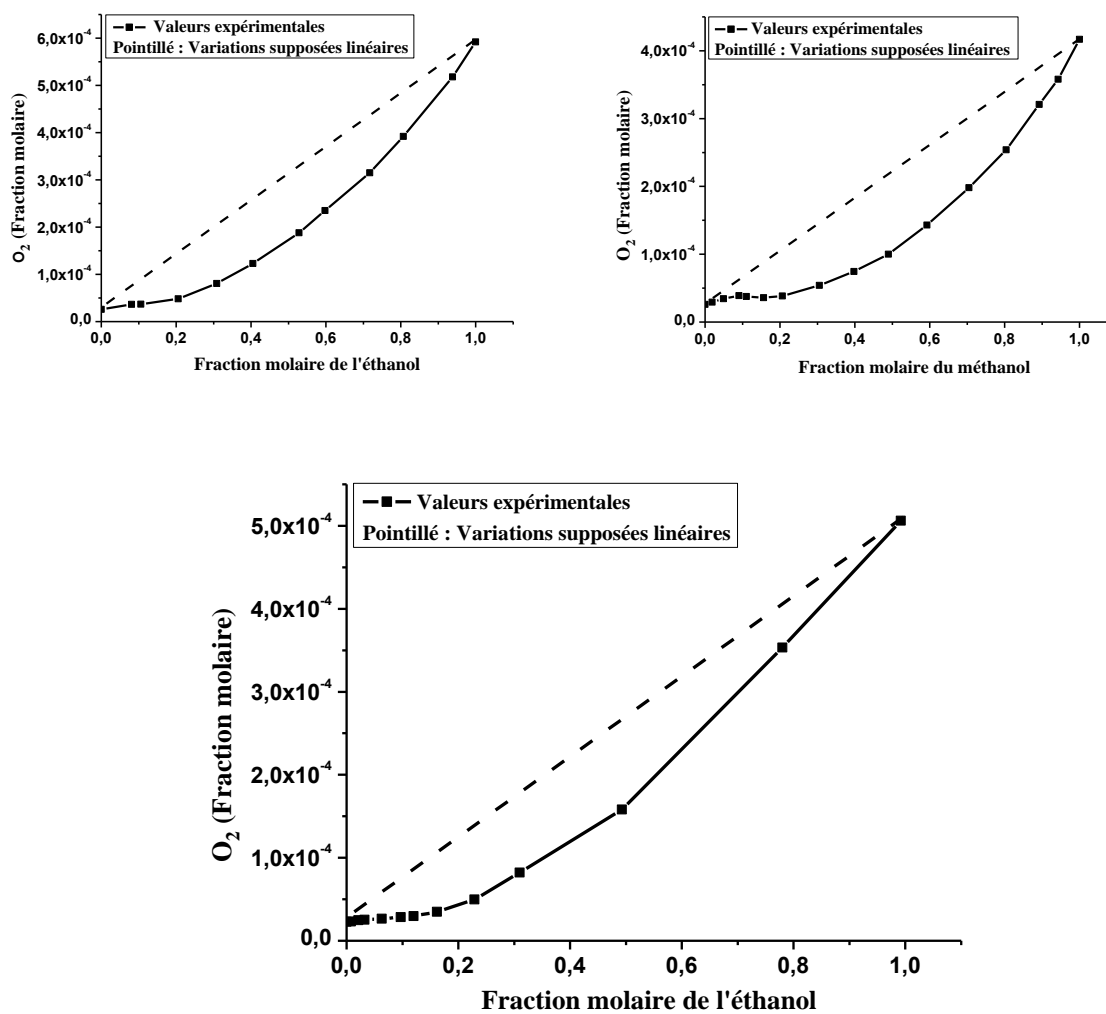 Valeurs expérimentales
Pointillé : Variations supposées linéaires
6,0x10⁻⁴
5,0x10⁻⁴
4,0x10⁻⁴
3,0x10⁻⁴
2,0x10⁻⁴
1,0x10⁻⁴
0,0
O₂ (Fraction molaire)
0,0 0,2 0,4 0,6 0,8 1,0
Fraction molaire de l'éthanol
Valeurs expérimentales
Pointillé : Variations supposées linéaires
4,0x10⁻⁴
3,0x10⁻⁴
2,0x10⁻⁴
1,0x10⁻⁴
0,0
O₂ (Fraction molaire)
0,0 0,2 0,4 0,6 0,8 1,0
Fraction molaire du méthanol
Valeurs expérimentales
Pointillé : Variations supposées linéaires
5,0x10⁻⁴
4,0x10⁻⁴
3,0x10⁻⁴
2,0x10⁻⁴
1,0x10⁻⁴
0,0
O₂ (Fraction molaire)
0,0 0,2 0,4 0,6 0,8 1,0
Fraction molaire de l'éthanol